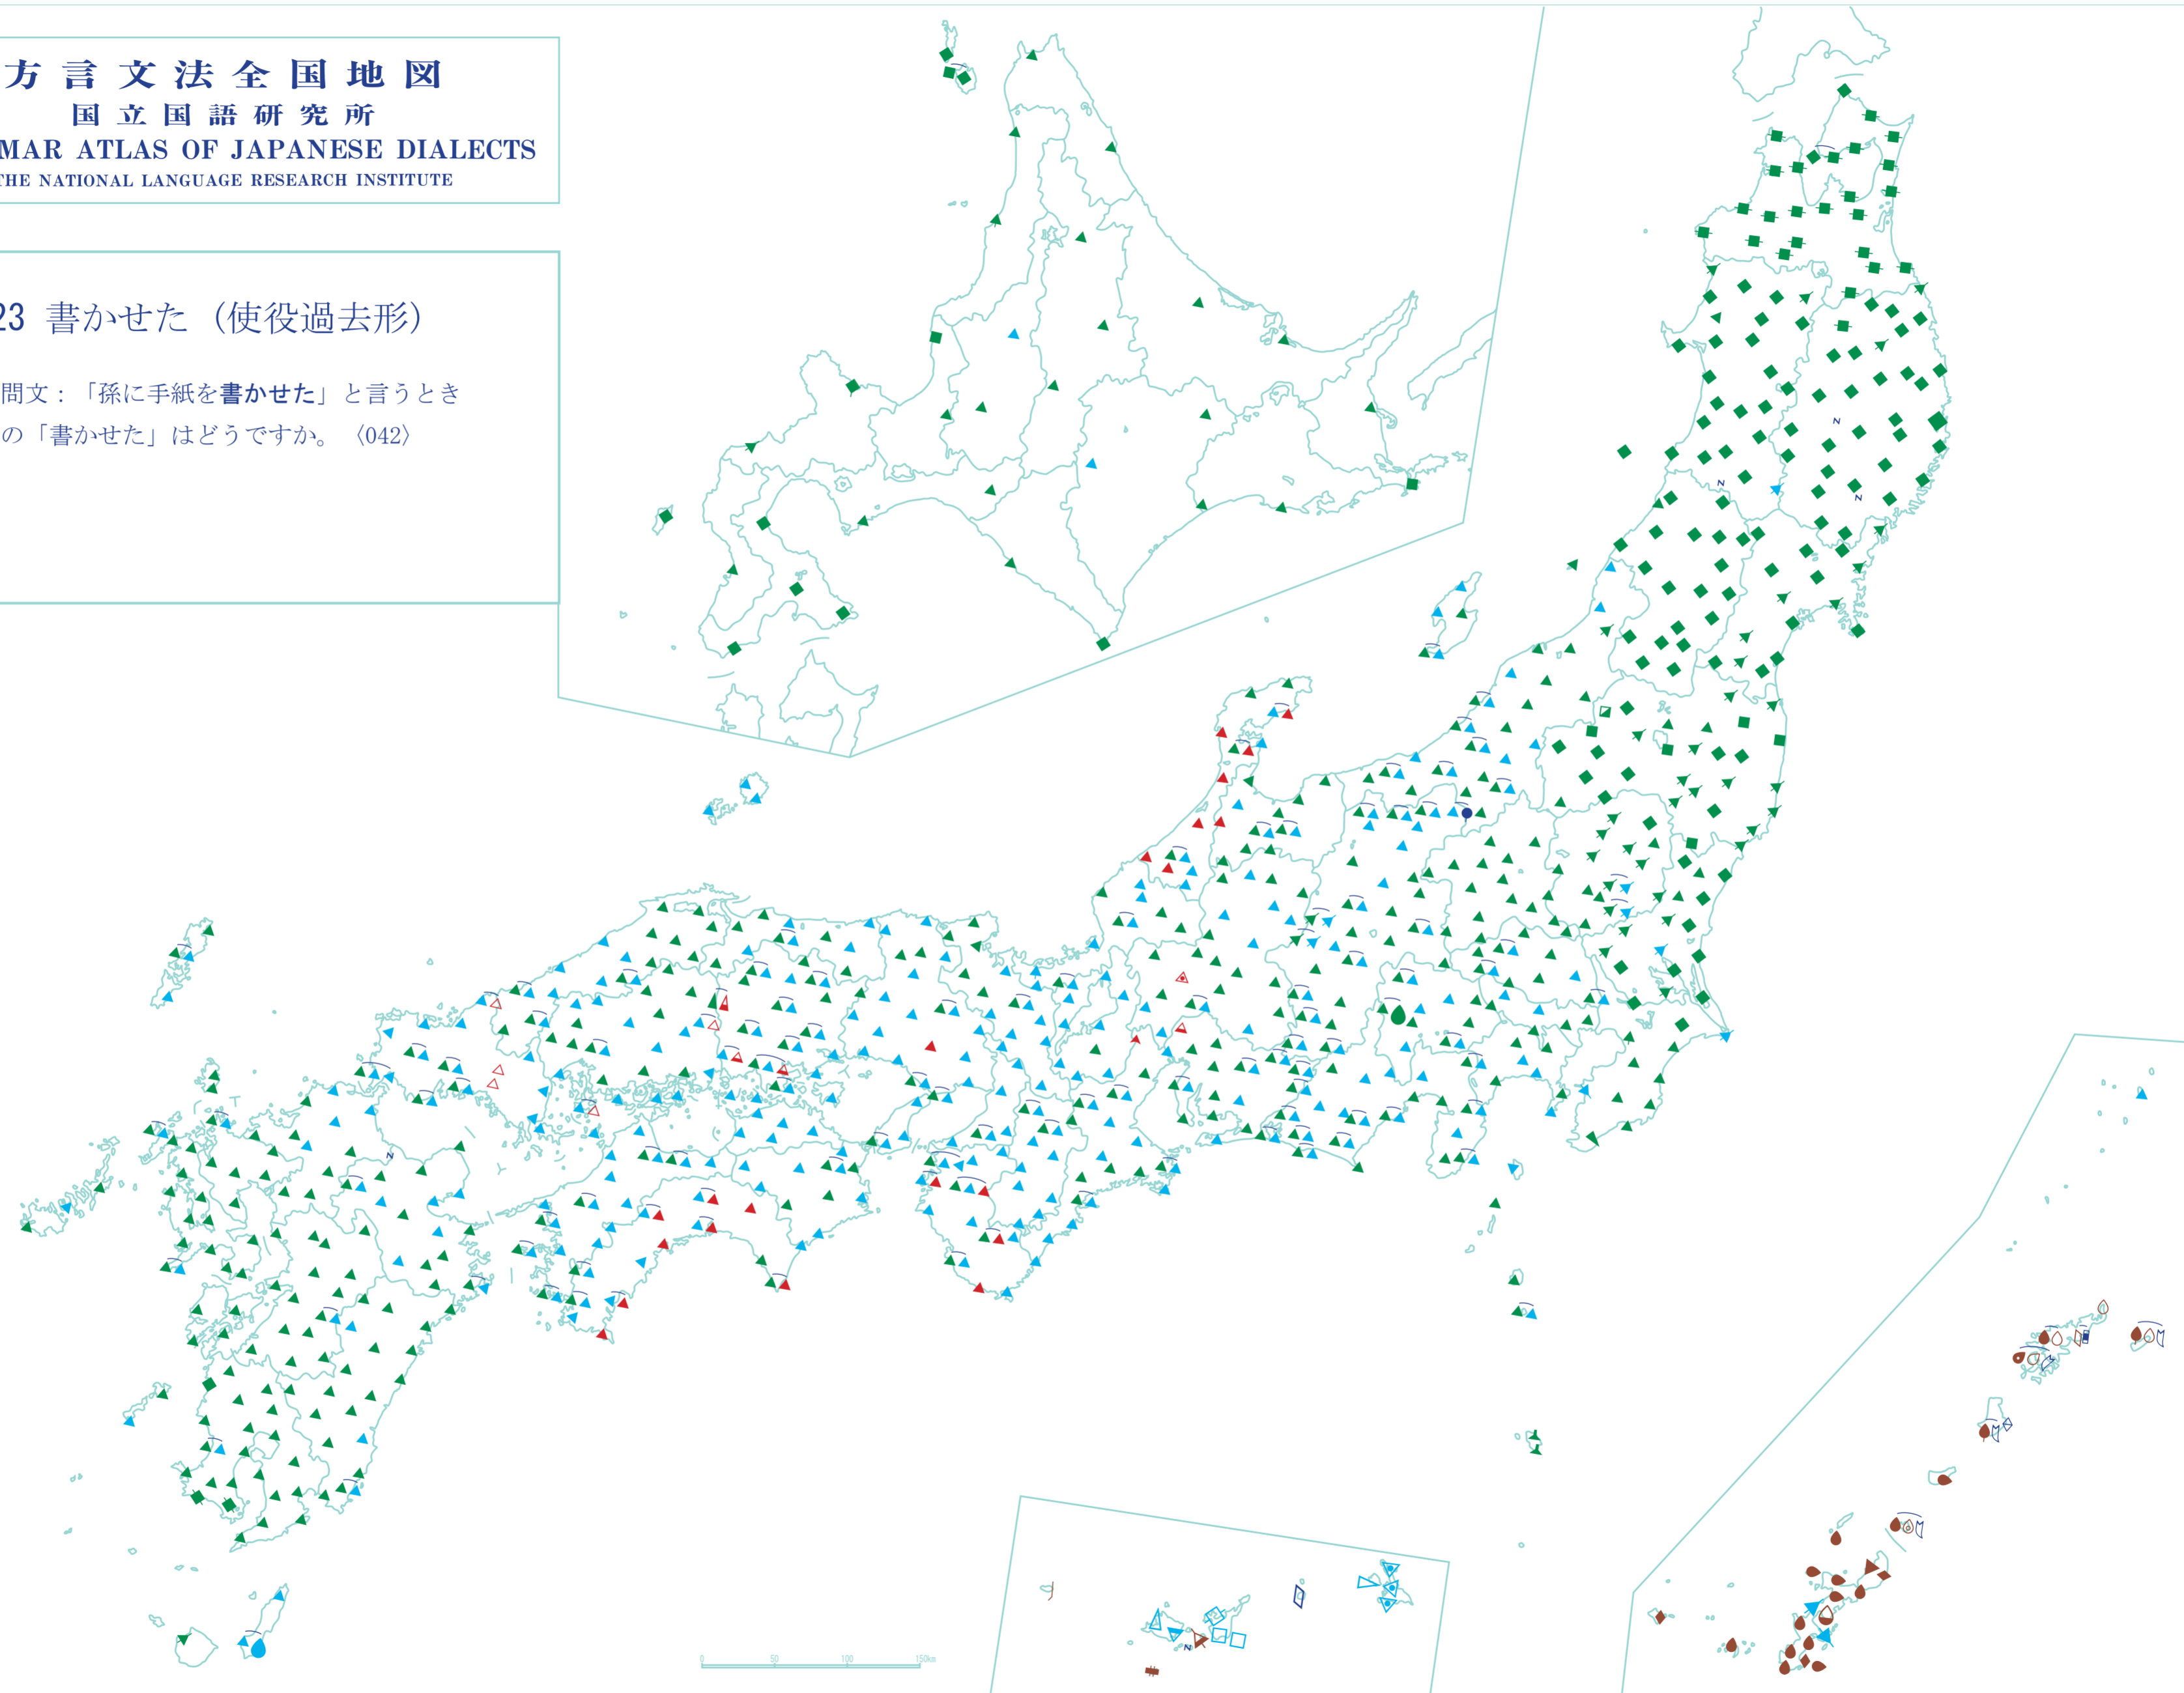 方言文法全国地図
国立国語研究所
MAR ATLAS OF JAPANESE DIALECTS
THE NATIONAL LANGUAGE RESEARCH INSTITUTE
23 書かせた（使役過去形）
問文：「孫に手紙を書かせた」と言うとき
の「書かせた」はどうですか。〈042〉
N
N
N
N
N
0 50 100 150km